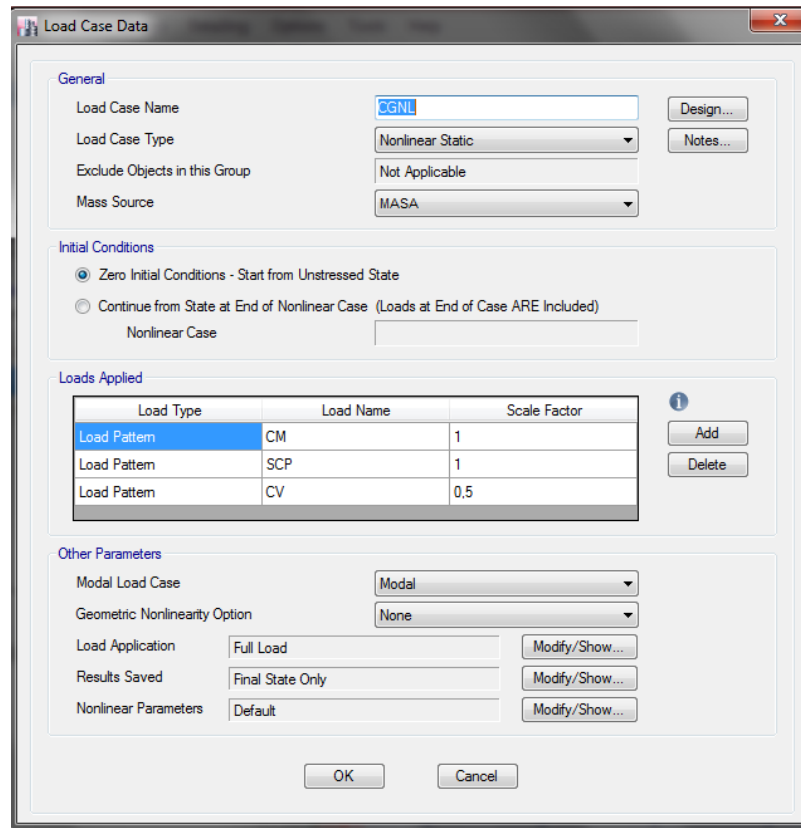 Load Case Data
General
Load Case Name CGNL Design...
Load Case Type Nonlinear Static Notes...
Exclude Objects in this Group Not Applicable
Mass Source MASA
Initial Conditions
Zero Initial Conditions - Start from Unstressed State
Continue from State at End of Nonlinear Case (Loads at End of Case ARE Included)
Nonlinear Case
Loads Applied
Load Type Load Name Scale Factor
Load Pattern CM 1 Add
Load Pattern SCP 1 Delete
Load Pattern CV 0,5
Other Parameters
Modal Load Case Modal
Geometric Nonlinearity Option None
Load Application Full Load Modify/Show...
Results Saved Final State Only Modify/Show...
Nonlinear Parameters Default Modify/Show...
OK Cancel